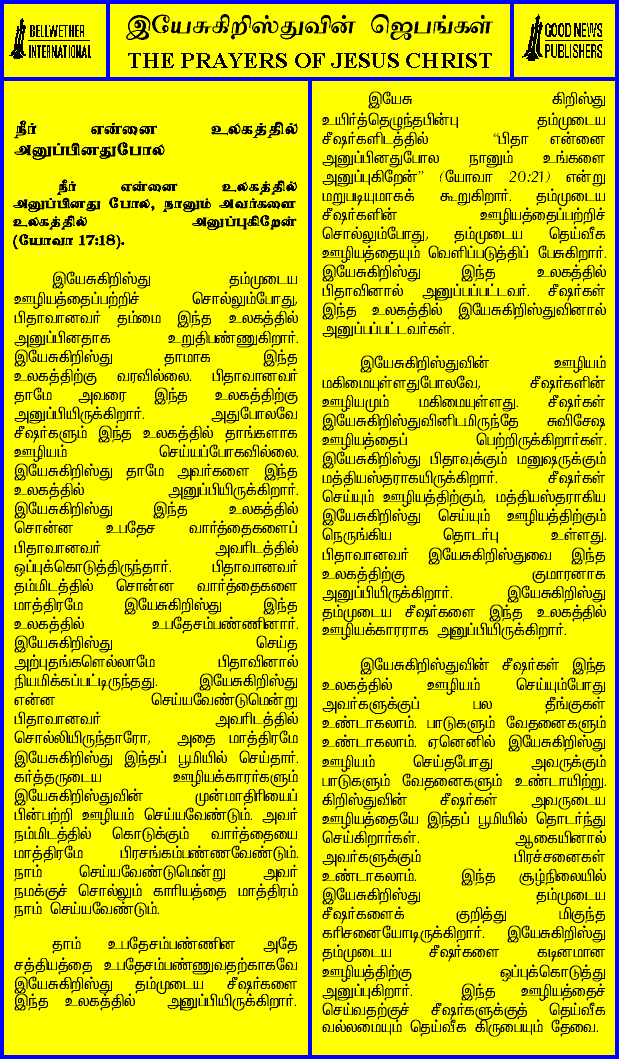 BELLWETHER
INTERNATIONAL
இயேசுகிறிஸ்துவின் ஜெபங்கள்
THE PRAYERS OF JESUS CHRIST
GOOD NEWS
PUBLISHERS
நீர் என்னை உலகத்தில்
அனுப்பினதுபோல
நீர் என்னை உலகத்தில்
அனுப்பினது போல, நானும் அவர்களை
உலகத்தில் அனுப்புகிறேன்
(யோவா 17:18).
இயேசுகிறிஸ்து தம்முடைய
ஊழியத்தைப்பற்றிச் சொல்லும்போது,
பிதாவானவர் தம்மை இந்த உலகத்தில்
அனுப்பினதாக உறுதிபண்ணுகிறார்.
இயேசுகிறிஸ்து தாமாக இந்த
உலகத்திற்கு வரவில்லை. பிதாவானவர்
தாமே அவரை இந்த உலகத்திற்கு
அனுப்பியிருக்கிறார். அதுபோலவே
சீஷர்களும் இந்த உலகத்தில் தாங்களாக
ஊழியம் செய்யப்போகவில்லை.
இயேசுகிறிஸ்து தாமே அவர்களை இந்த
உலகத்தில் அனுப்பியிருக்கிறார்.
இயேசுகிறிஸ்து இந்த உலகத்தில்
சொன்ன உபதேச வார்த்தைகளைப்
பிதாவானவர் அவரிடத்தில்
ஒப்புக்கொடுத்திருந்தார். பிதாவானவர்
தம்மிடத்தில் சொன்ன வார்த்தைகளை
மாத்திரமே இயேசுகிறிஸ்து இந்த
உலகத்தில் உபதேசம்பண்ணினார்.
இயேசுகிறிஸ்து செய்த
அற்புதங்களெல்லாமே பிதாவினால்
நியமிக்கப்பட்டிருந்தது. இயேசுகிறிஸ்து
என்ன செய்யவேண்டுமென்று
பிதாவானவர் அவரிடத்தில்
சொல்லியிருந்தாரோ, அதை மாத்திரமே
இயேசுகிறிஸ்து இந்தப் பூமியில் செய்தார்.
கர்த்தருடைய ஊழியக்காரர்களும்
இயேசுகிறிஸ்துவின் முன்மாதிரியைப்
பின்பற்றி ஊழியம் செய்யவேண்டும். அவர்
நம்மிடத்தில் கொடுக்கும் வார்த்தையை
மாத்திரமே பிரசங்கம்பண்ணவேண்டும்.
நாம் செய்யவேண்டுமென்று அவர்
நமக்குச் சொல்லும் காரியத்தை மாத்திரம்
நாம் செய்யவேண்டும்.
தாம் உபதேசம்பண்ணின அதே
சத்தியத்தை உபதேசம்பண்ணுவதற்காகவே
இயேசுகிறிஸ்து தம்முடைய சீஷர்களை
இந்த உலகத்தில் அனுப்பியிருக்கிறார்.
இயேசு கிறிஸ்து
உயிர்த்தெழுந்தபின்பு தம்முடைய
சீஷர்களிடத்தில் “பிதா என்னை
அனுப்பினதுபோல நானும் உங்களை
அனுப்புகிறேன்” (யோவா 20:21) என்று
மறுபடியுமாகக் கூறுகிறார். தம்முடைய
சீஷர்களின் ஊழியத்தைப்பற்றிச்
சொல்லும்போது, தம்முடைய தெய்வீக
ஊழியத்தையும் வெளிப்படுத்திப் பேசுகிறார்.
இயேசுகிறிஸ்து இந்த உலகத்தில்
பிதாவினால் அனுப்பப்பட்டவர். சீஷர்கள்
இந்த உலகத்தில் இயேசுகிறிஸ்துவினால்
அனுப்பப்பட்டவர்கள்.
இயேசுகிறிஸ்துவின் ஊழியம்
மகிமையுள்ளதுபோலவே, சீஷர்களின்
ஊழியமும் மகிமையுள்ளது. சீஷர்கள்
இயேசுகிறிஸ்துவினிடமிருந்தே சுவிசேஷ
ஊழியத்தைப் பெற்றிருக்கிறார்கள்.
இயேசுகிறிஸ்து பிதாவுக்கும் மனுஷருக்கும்
மத்தியஸ்தராகயிருக்கிறார். சீஷர்கள்
செய்யும் ஊழியத்திற்கும், மத்தியஸ்தராகிய
இயேசுகிறிஸ்து செய்யும் ஊழியத்திற்கும்
நெருங்கிய தொடர்பு உள்ளது.
பிதாவானவர் இயேசுகிறிஸ்துவை இந்த
உலகத்திற்கு குமாரனாக
அனுப்பியிருக்கிறார். இயேசுகிறிஸ்து
தம்முடைய சீஷர்களை இந்த உலகத்தில்
ஊழியக்காரராக அனுப்பியிருக்கிறார்.
இயேசுகிறிஸ்துவின் சீஷர்கள் இந்த
உலகத்தில் ஊழியம் செய்யும்போது
அவர்களுக்குப் பல தீங்குகள்
உண்டாகலாம். பாடுகளும் வேதனைகளும்
உண்டாகலாம். ஏனெனில் இயேசுகிறிஸ்து
ஊழியம் செய்தபோது அவருக்கும்
பாடுகளும் வேதனைகளும் உண்டாயிற்று.
கிறிஸ்துவின் சீஷர்கள் அவருடைய
ஊழியத்தையே இந்தப் பூமியில் தொடர்ந்து
செய்கிறார்கள். ஆகையினால்
அவர்களுக்கும் பிரச்சனைகள்
உண்டாகலாம். இந்த சூழ்நிலையில்
இயேசுகிறிஸ்து தம்முடைய
சீஷர்களைக் குறித்து மிகுந்த
கரிசனையோடிருக்கிறார். இயேசுகிறிஸ்து
தம்முடைய சீஷர்களை கடினமான
ஊழியத்திற்கு ஒப்புக்கொடுத்து
அனுப்புகிறார். இந்த ஊழியத்தைச்
செய்வதற்குச் சீஷர்களுக்குத் தெய்வீக
வல்லமையும் தெய்வீக கிருபையும் தேவை.